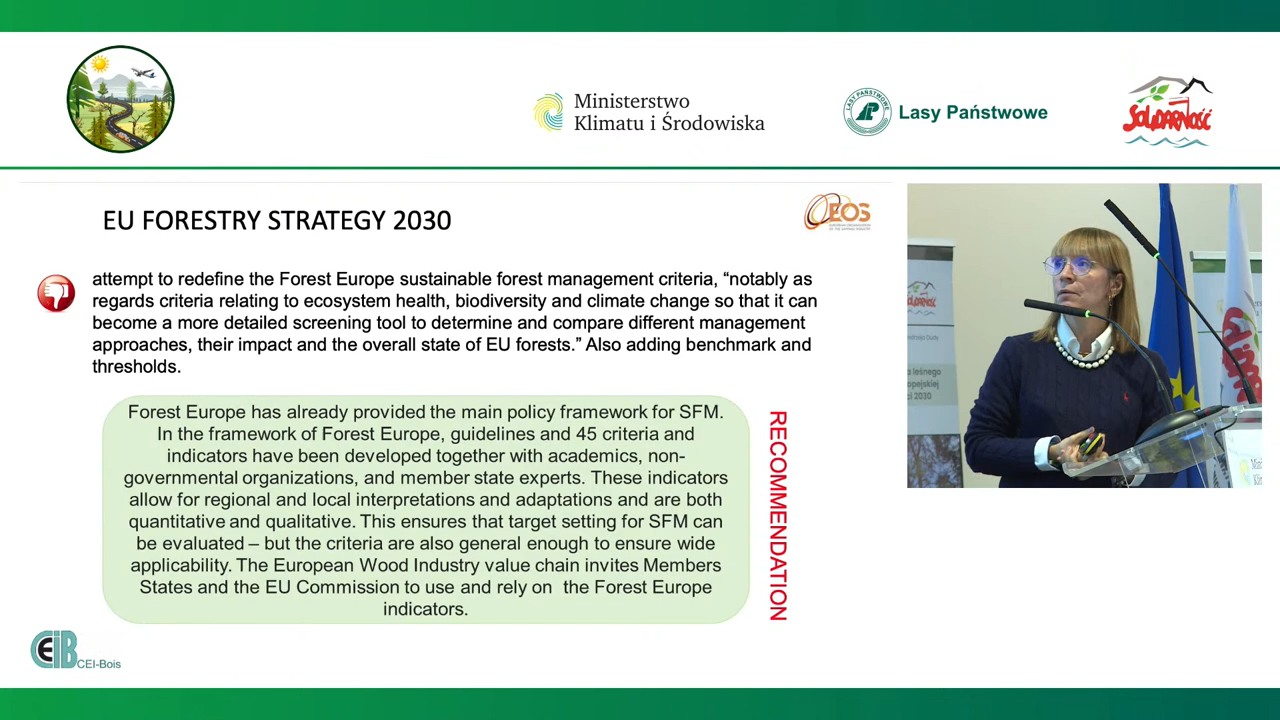 Ministerstwo
Klimatu i Środowiska
LASY PAŃSTWOWE
Lasy Państwowe
SOLIDARNOŚĆ
EU FORESTRY STRATEGY 2030
EOS
attempt to redefine the Forest Europe sustainable forest management criteria, “notably as
regards criteria relating to ecosystem health, biodiversity and climate change so that it can
become a more detailed screening tool to determine and compare different management
approaches, their impact and the overall state of EU forests.” Also adding benchmark and
thresholds.
Forest Europe has already provided the main policy framework for SFM.
In the framework of Forest Europe, guidelines and 45 criteria and
indicators have been developed together with academics, non-
governmental organizations, and member state experts. These indicators
allow for regional and local interpretations and adaptations and are both
quantitative and qualitative. This ensures that target setting for SFM can
be evaluated – but the criteria are also general enough to ensure wide
applicability. The European Wood Industry value chain invites Members
States and the EU Commission to use and rely on  the Forest Europe
indicators.
RECOMMENDATION
CEIB
CEI-Bois
leśnego
2030